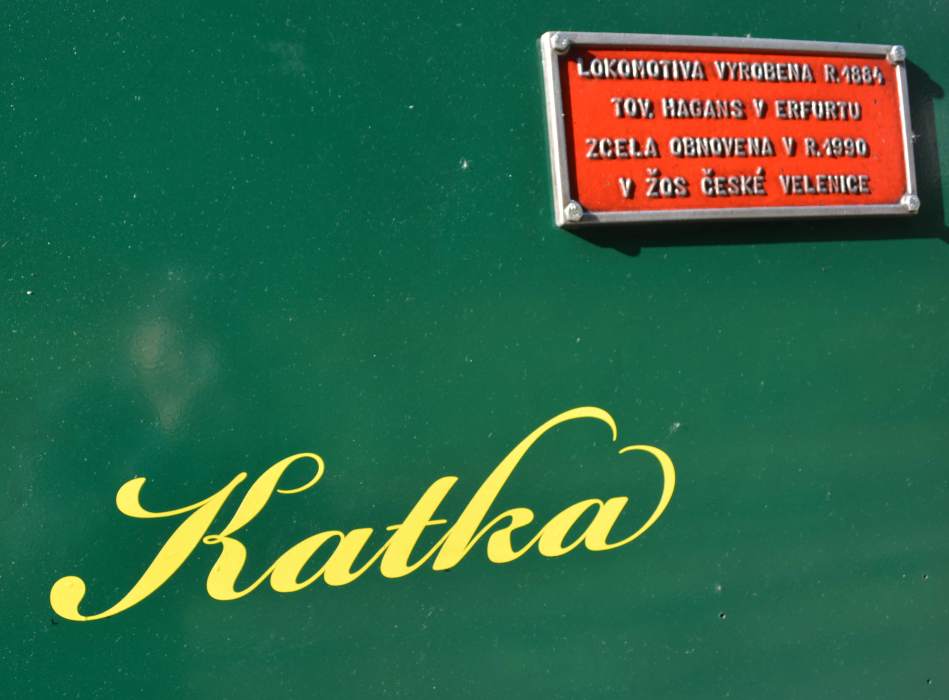 LOKOMOTIVA VYROBENA R.1884
TOV. HAGANS V ERFURTU
ZCELA OBNOVENA V R.1990
V ŽOS ČESKÉ VELENICE
Katka